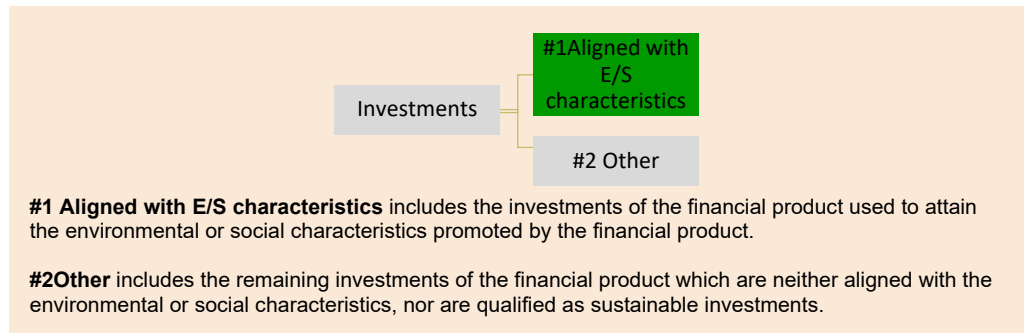 #1Aligned with
E/S
characteristics
Investments
#2 Other
#1 Aligned with E/S characteristics includes the investments of the financial product used to attain
the environmental or social characteristics promoted by the financial product.
#2Other includes the remaining investments of the financial product which are neither aligned with the
environmental or social characteristics, nor are qualified as sustainable investments.